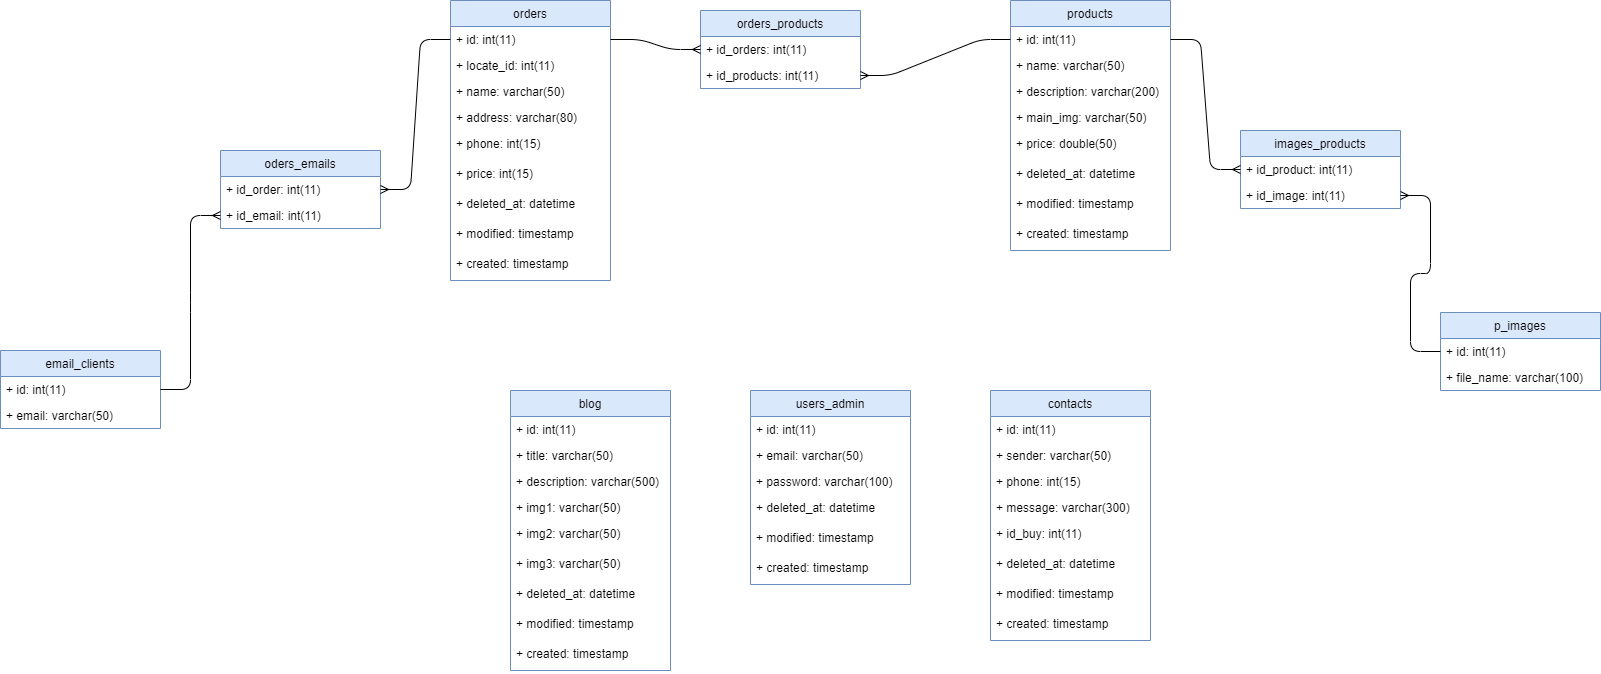 orders
+ id: int(11)
+ locate_id: int(11)
+ name: varchar(50)
+ address: varchar(80)
+ phone: int(15)
+ price: int(15)
+ deleted_at: datetime
+ modified: timestamp
+ created: timestamp
orders_products
+ id_orders: int(11)
+ id_products: int(11)
products
+ id: int(11)
+ name: varchar(50)
+ description: varchar(200)
+ main_img: varchar(50)
+ price: double(50)
+ deleted_at: datetime
+ modified: timestamp
+ created: timestamp
images_products
+ id_product: int(11)
+ id_image: int(11)
oders_emails
+ id_order: int(11)
+ id_email: int(11)
p_images
+ id: int(11)
+ file_name: varchar(100)
email_clients
+ id: int(11)
+ email: varchar(50)
blog
+ id: int(11)
+ title: varchar(50)
+ description: varchar(500)
+ img1: varchar(50)
+ img2: varchar(50)
+ img3: varchar(50)
+ deleted_at: datetime
+ modified: timestamp
+ created: timestamp
users_admin
+ id: int(11)
+ email: varchar(50)
+ password: varchar(100)
+ deleted_at: datetime
+ modified: timestamp
+ created: timestamp
contacts
+ id: int(11)
+ sender: varchar(50)
+ phone: int(15)
+ message: varchar(300)
+ id_buy: int(11)
+ deleted_at: datetime
+ modified: timestamp
+ created: timestamp